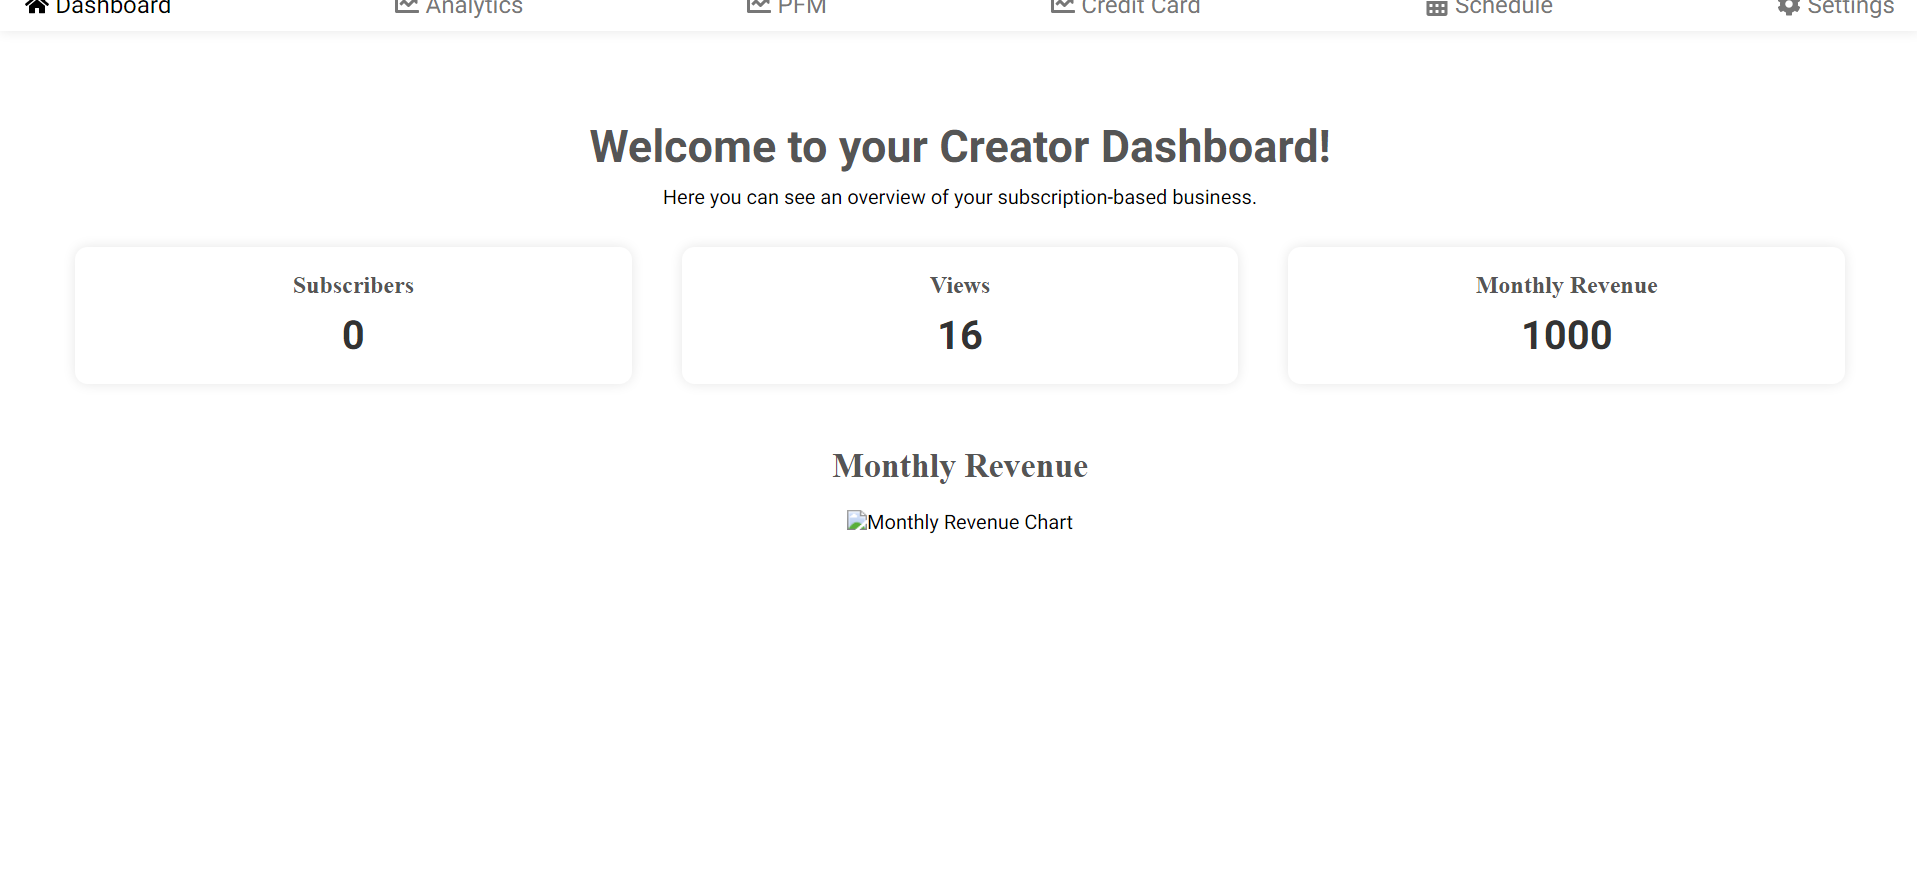 Dashboard Analytics PFM Credit Card Schedule Settings
Welcome to your Creator Dashboard!
Here you can see an overview of your subscription-based business.
Subscribers Views Monthly Revenue
0 16 1000
Monthly Revenue
Monthly Revenue Chart